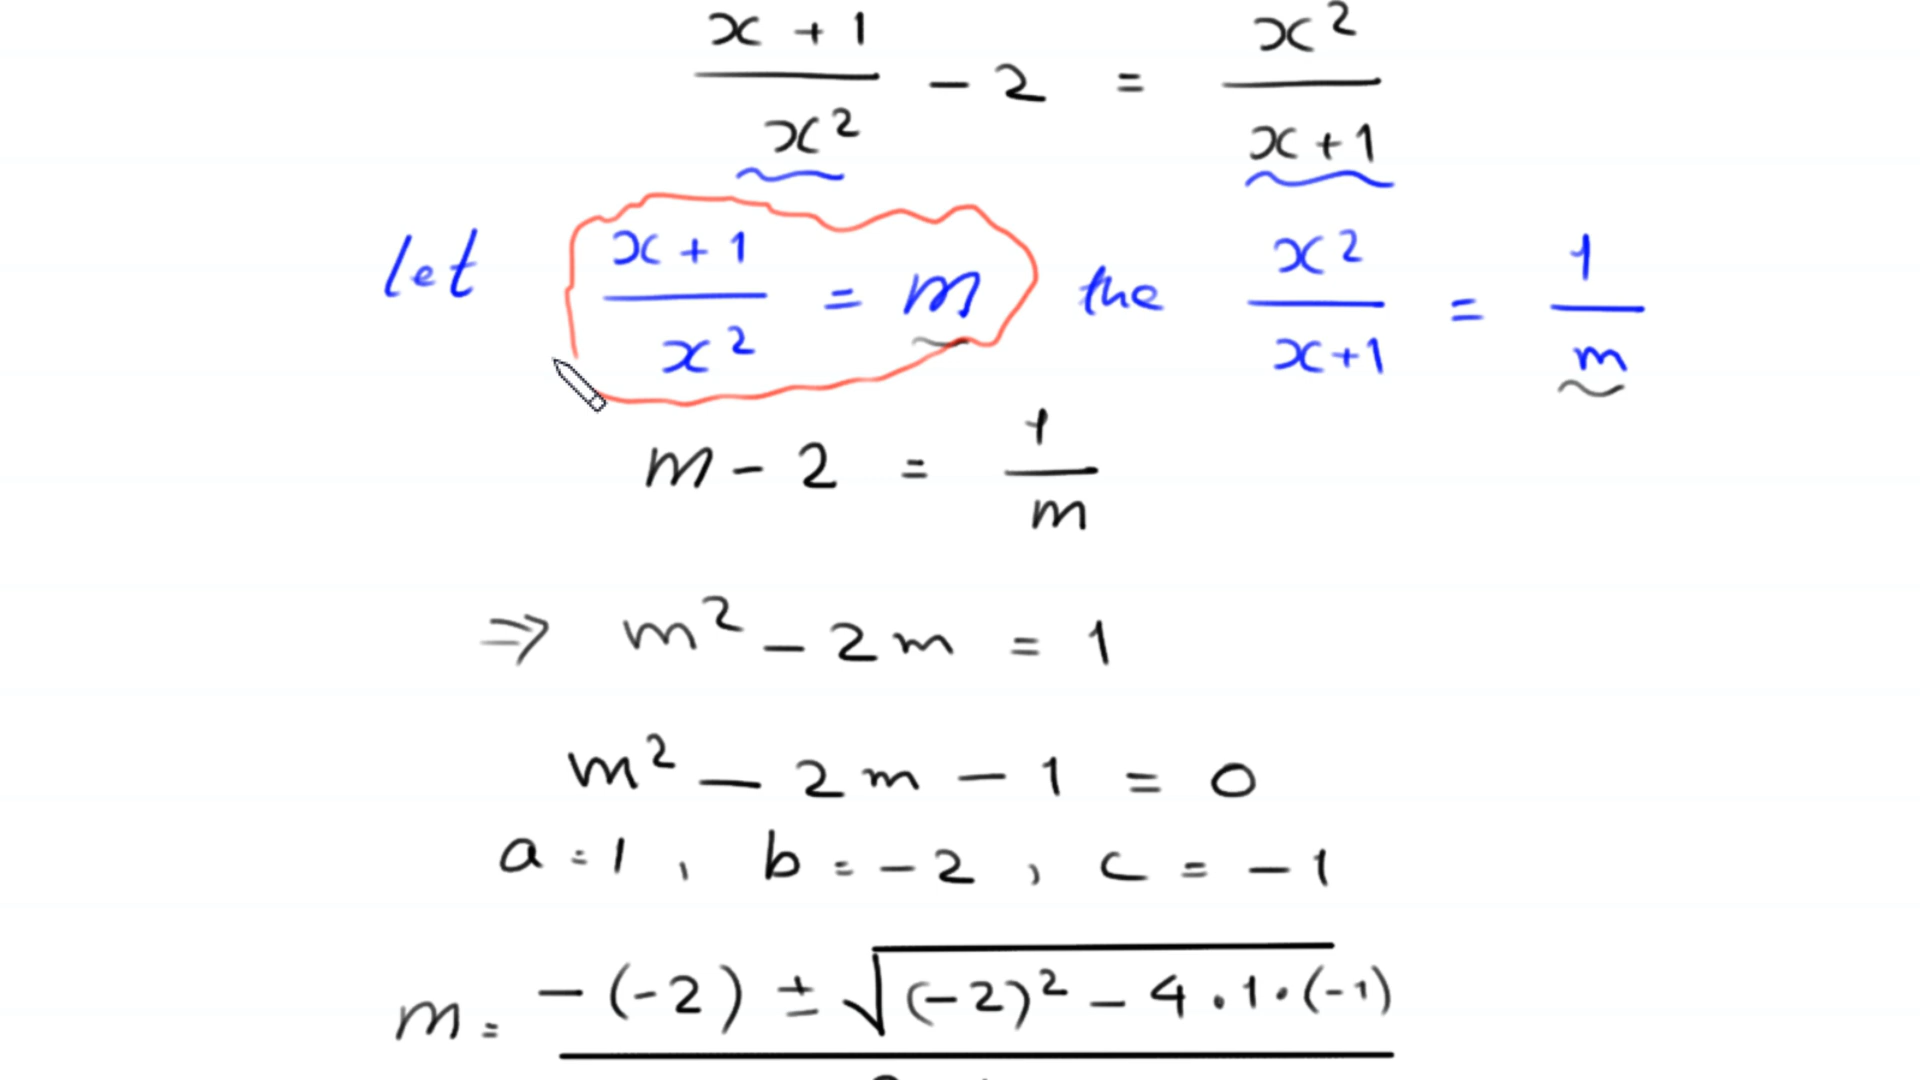 (x + 1)/x² - 2 = x²/(x + 1)
let (x + 1)/x² = m the x²/(x+1) = 1/m
m - 2 = 1/m
⇒ m² - 2m = 1
m² - 2m - 1 = 0
a = 1 , b = -2 , c = -1
m = -(-2) ± √((-2)² - 4 . 1 . (-1))